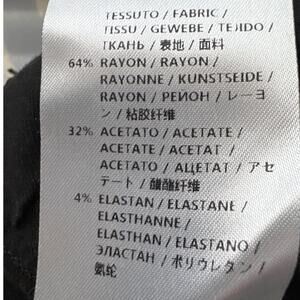 TESSUTO / FABRIC /
TISSU / GEWEBE / TEJIDO /
ТКАНЬ / 表地 / 面料
64% RAYON / RAYON /
RAYONNE / KUNSTSEIDE /
RAYON / РЕЙОН / レーヨ
ン / 粘胶纤维
32% ACETATO / ACETATE /
ACETATE / ACETAT /
ACETATO / АЦЕТАТ / アセ
テート / 醋酯纤维
4% ELASTAN / ELASTANE /
ELASTHANNE /
ELASTHAN / ELASTANO /
ЭЛАСТАН / ポリウレタン /
氨纶